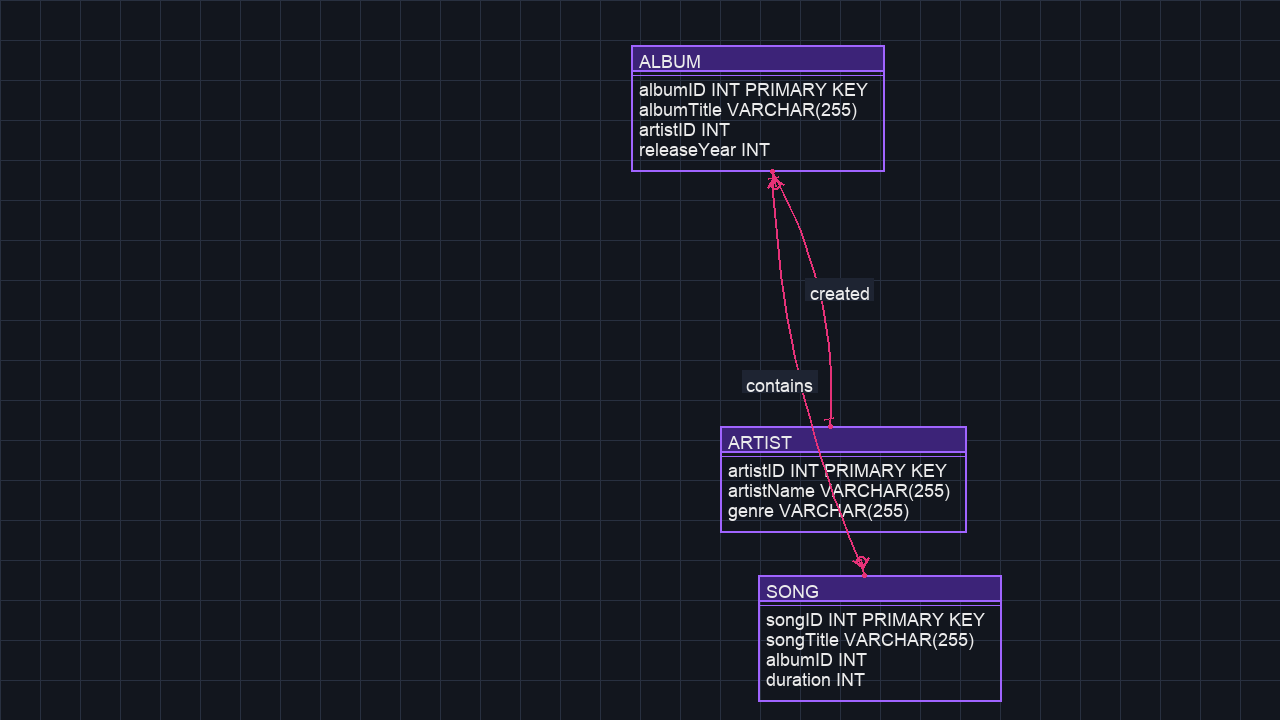 ALBUM
albumID INT PRIMARY KEY
albumTitle VARCHAR(255)
artistID INT
releaseYear INT
created
contains
ARTIST
artistID INT PRIMARY KEY
artistName VARCHAR(255)
genre VARCHAR(255)
SONG
songID INT PRIMARY KEY
songTitle VARCHAR(255)
albumID INT
duration INT